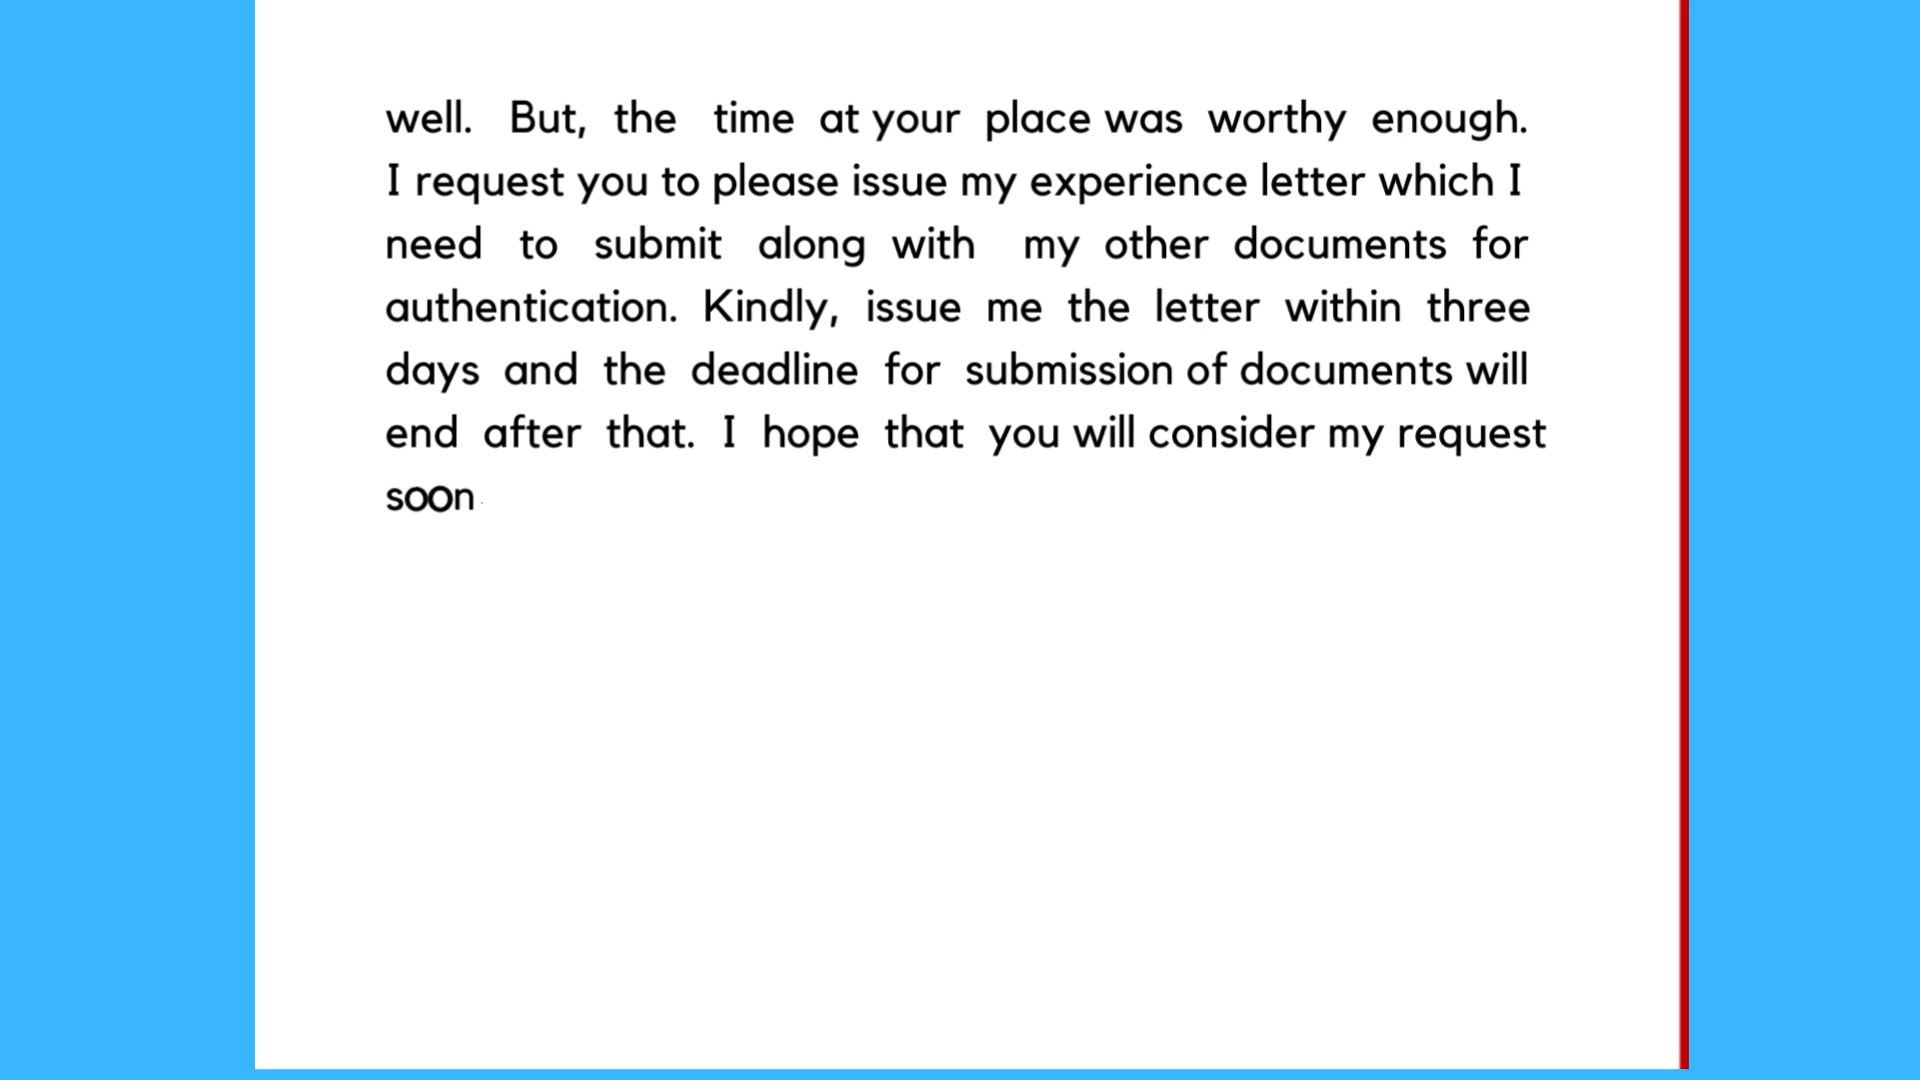 well. But, the time at your place was worthy enough.
I request you to please issue my experience letter which I
need to submit along with my other documents for
authentication. Kindly, issue me the letter within three
days and the deadline for submission of documents will
end after that. I hope that you will consider my request
soon